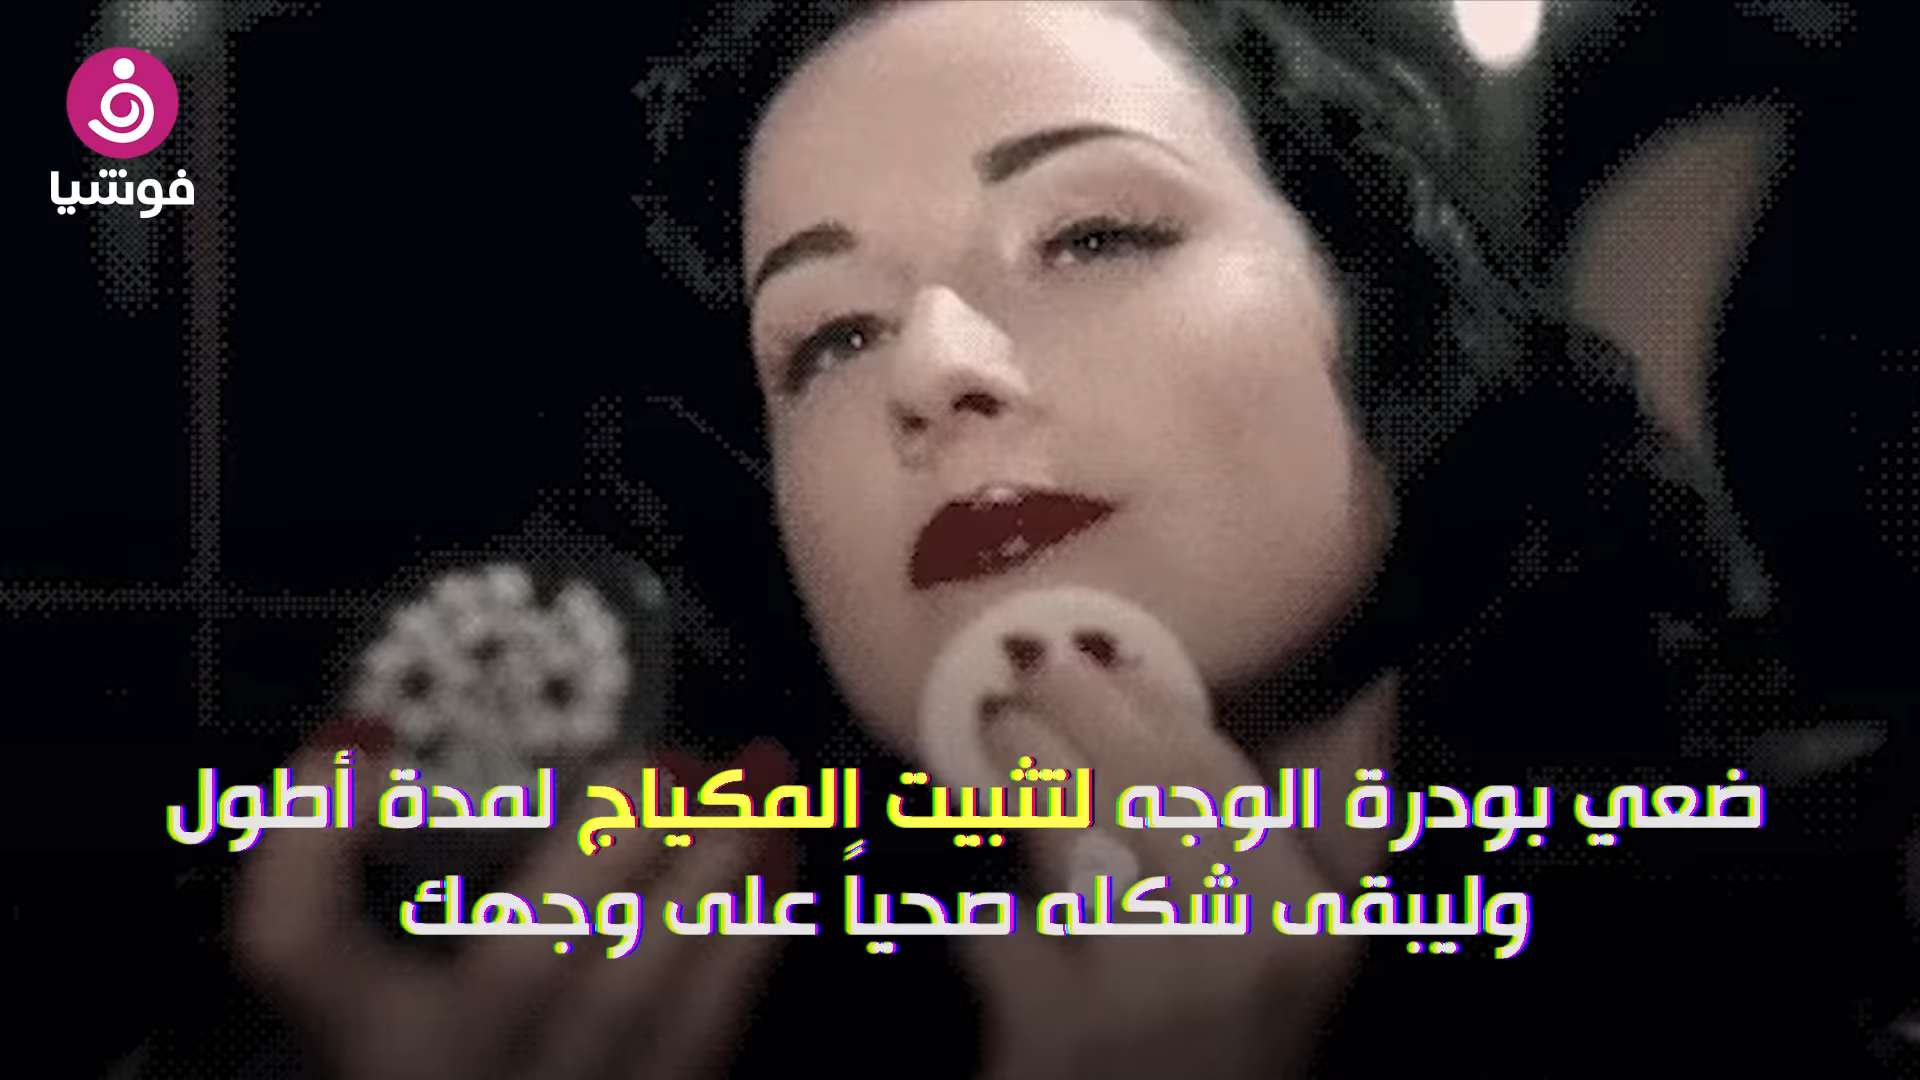 فوشيا
ضعي بودرة الوجه لتثبيت المكياج لمدة أطول
وليبقى شكله صحياً على وجهك